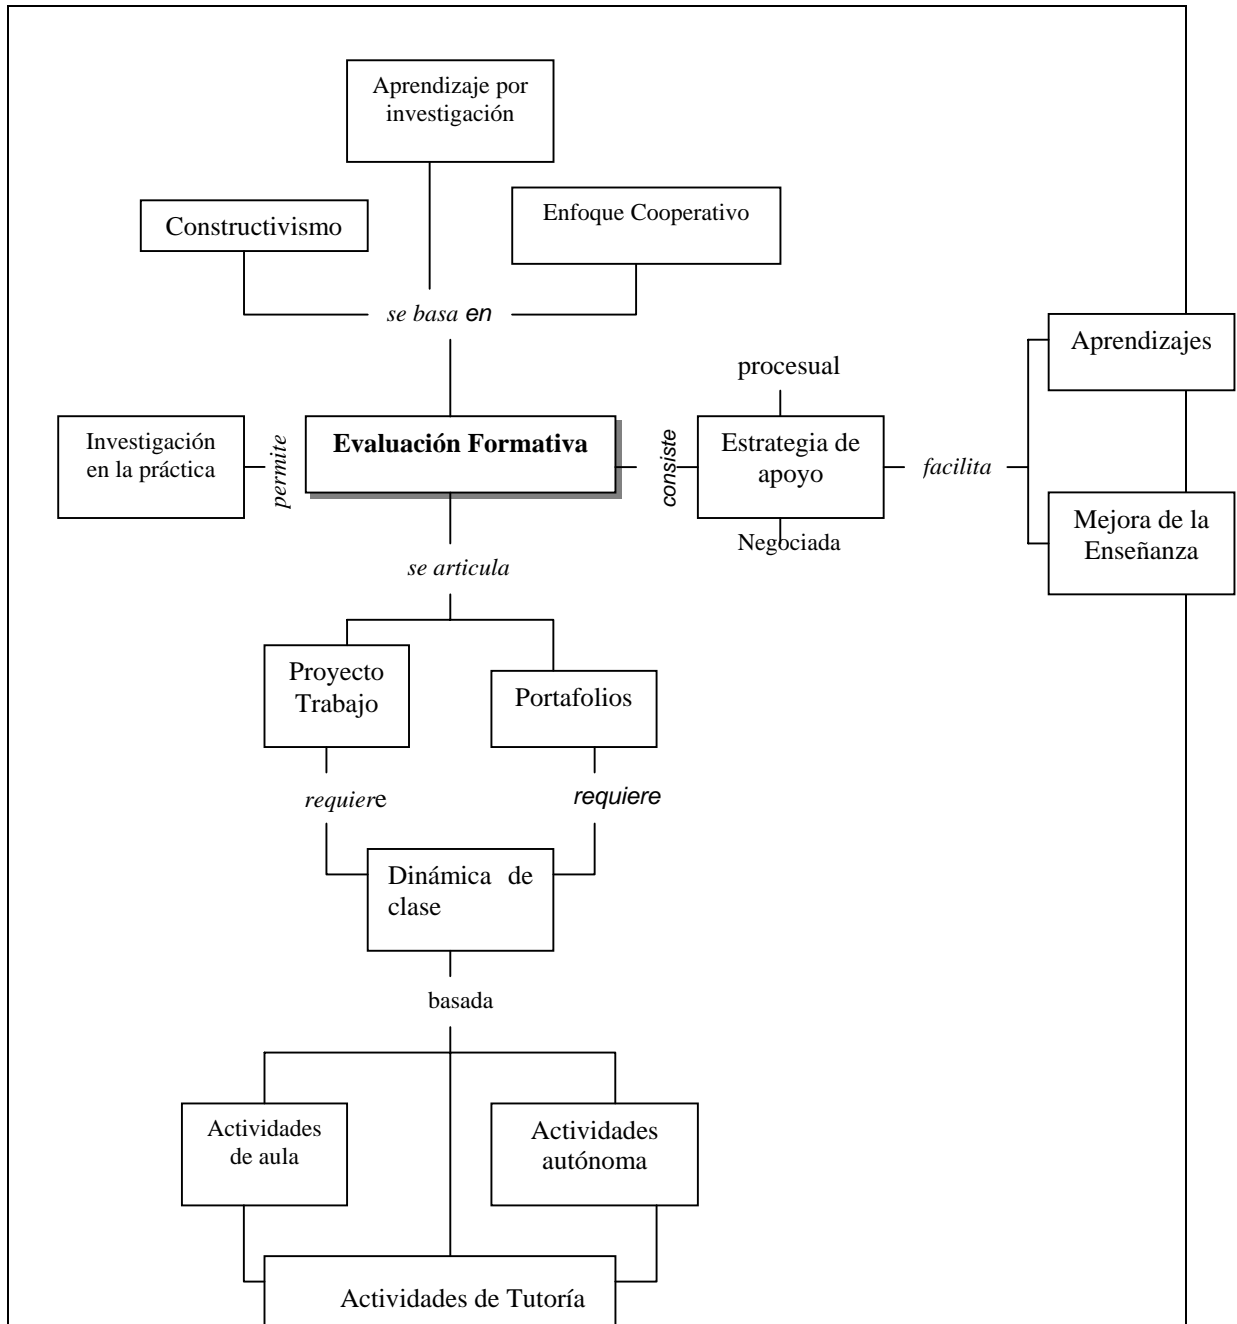 Aprendizaje por
investigación
Constructivismo
Enfoque Cooperativo
se basa en
Aprendizajes
procesual
Investigación
en la práctica
permite
Evaluación Formativa
consiste
Estrategia de
apoyo
facilita
Mejora de la
Enseñanza
Negociada
se articula
Proyecto
Trabajo
Portafolios
requiere
requiere
Dinámica de
clase
basada
Actividades
de aula
Actividades
autónoma
Actividades de Tutoría